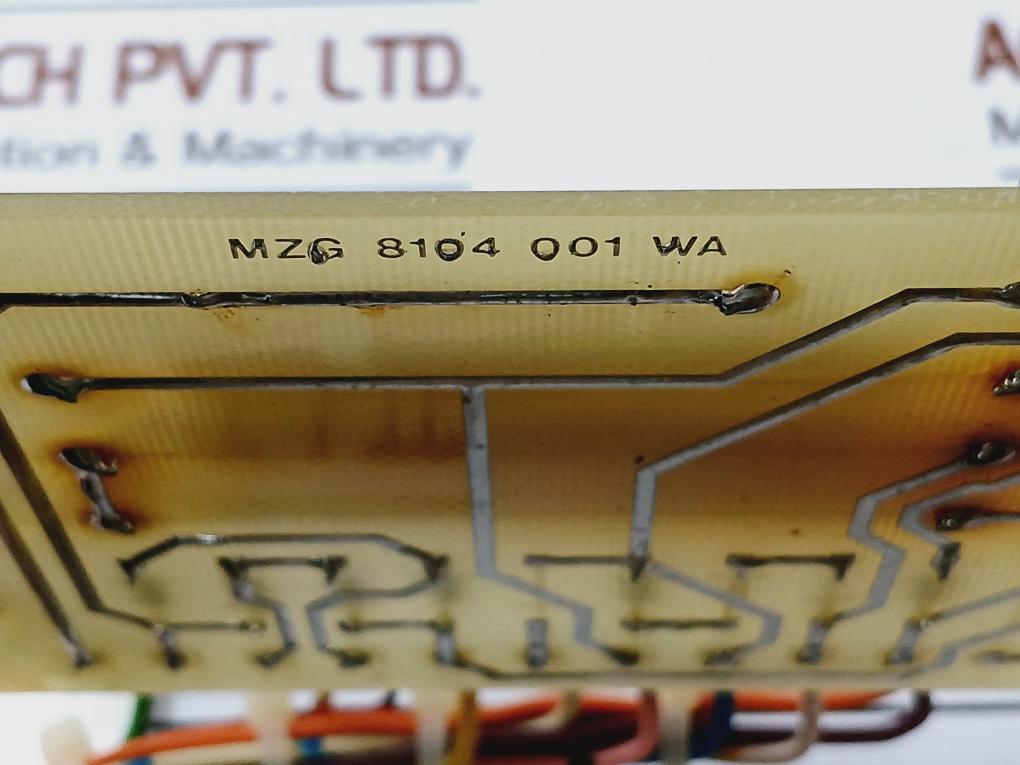 CH PVT. LTD.
tion & Machinery
A
M
MZG 8104 001 WA